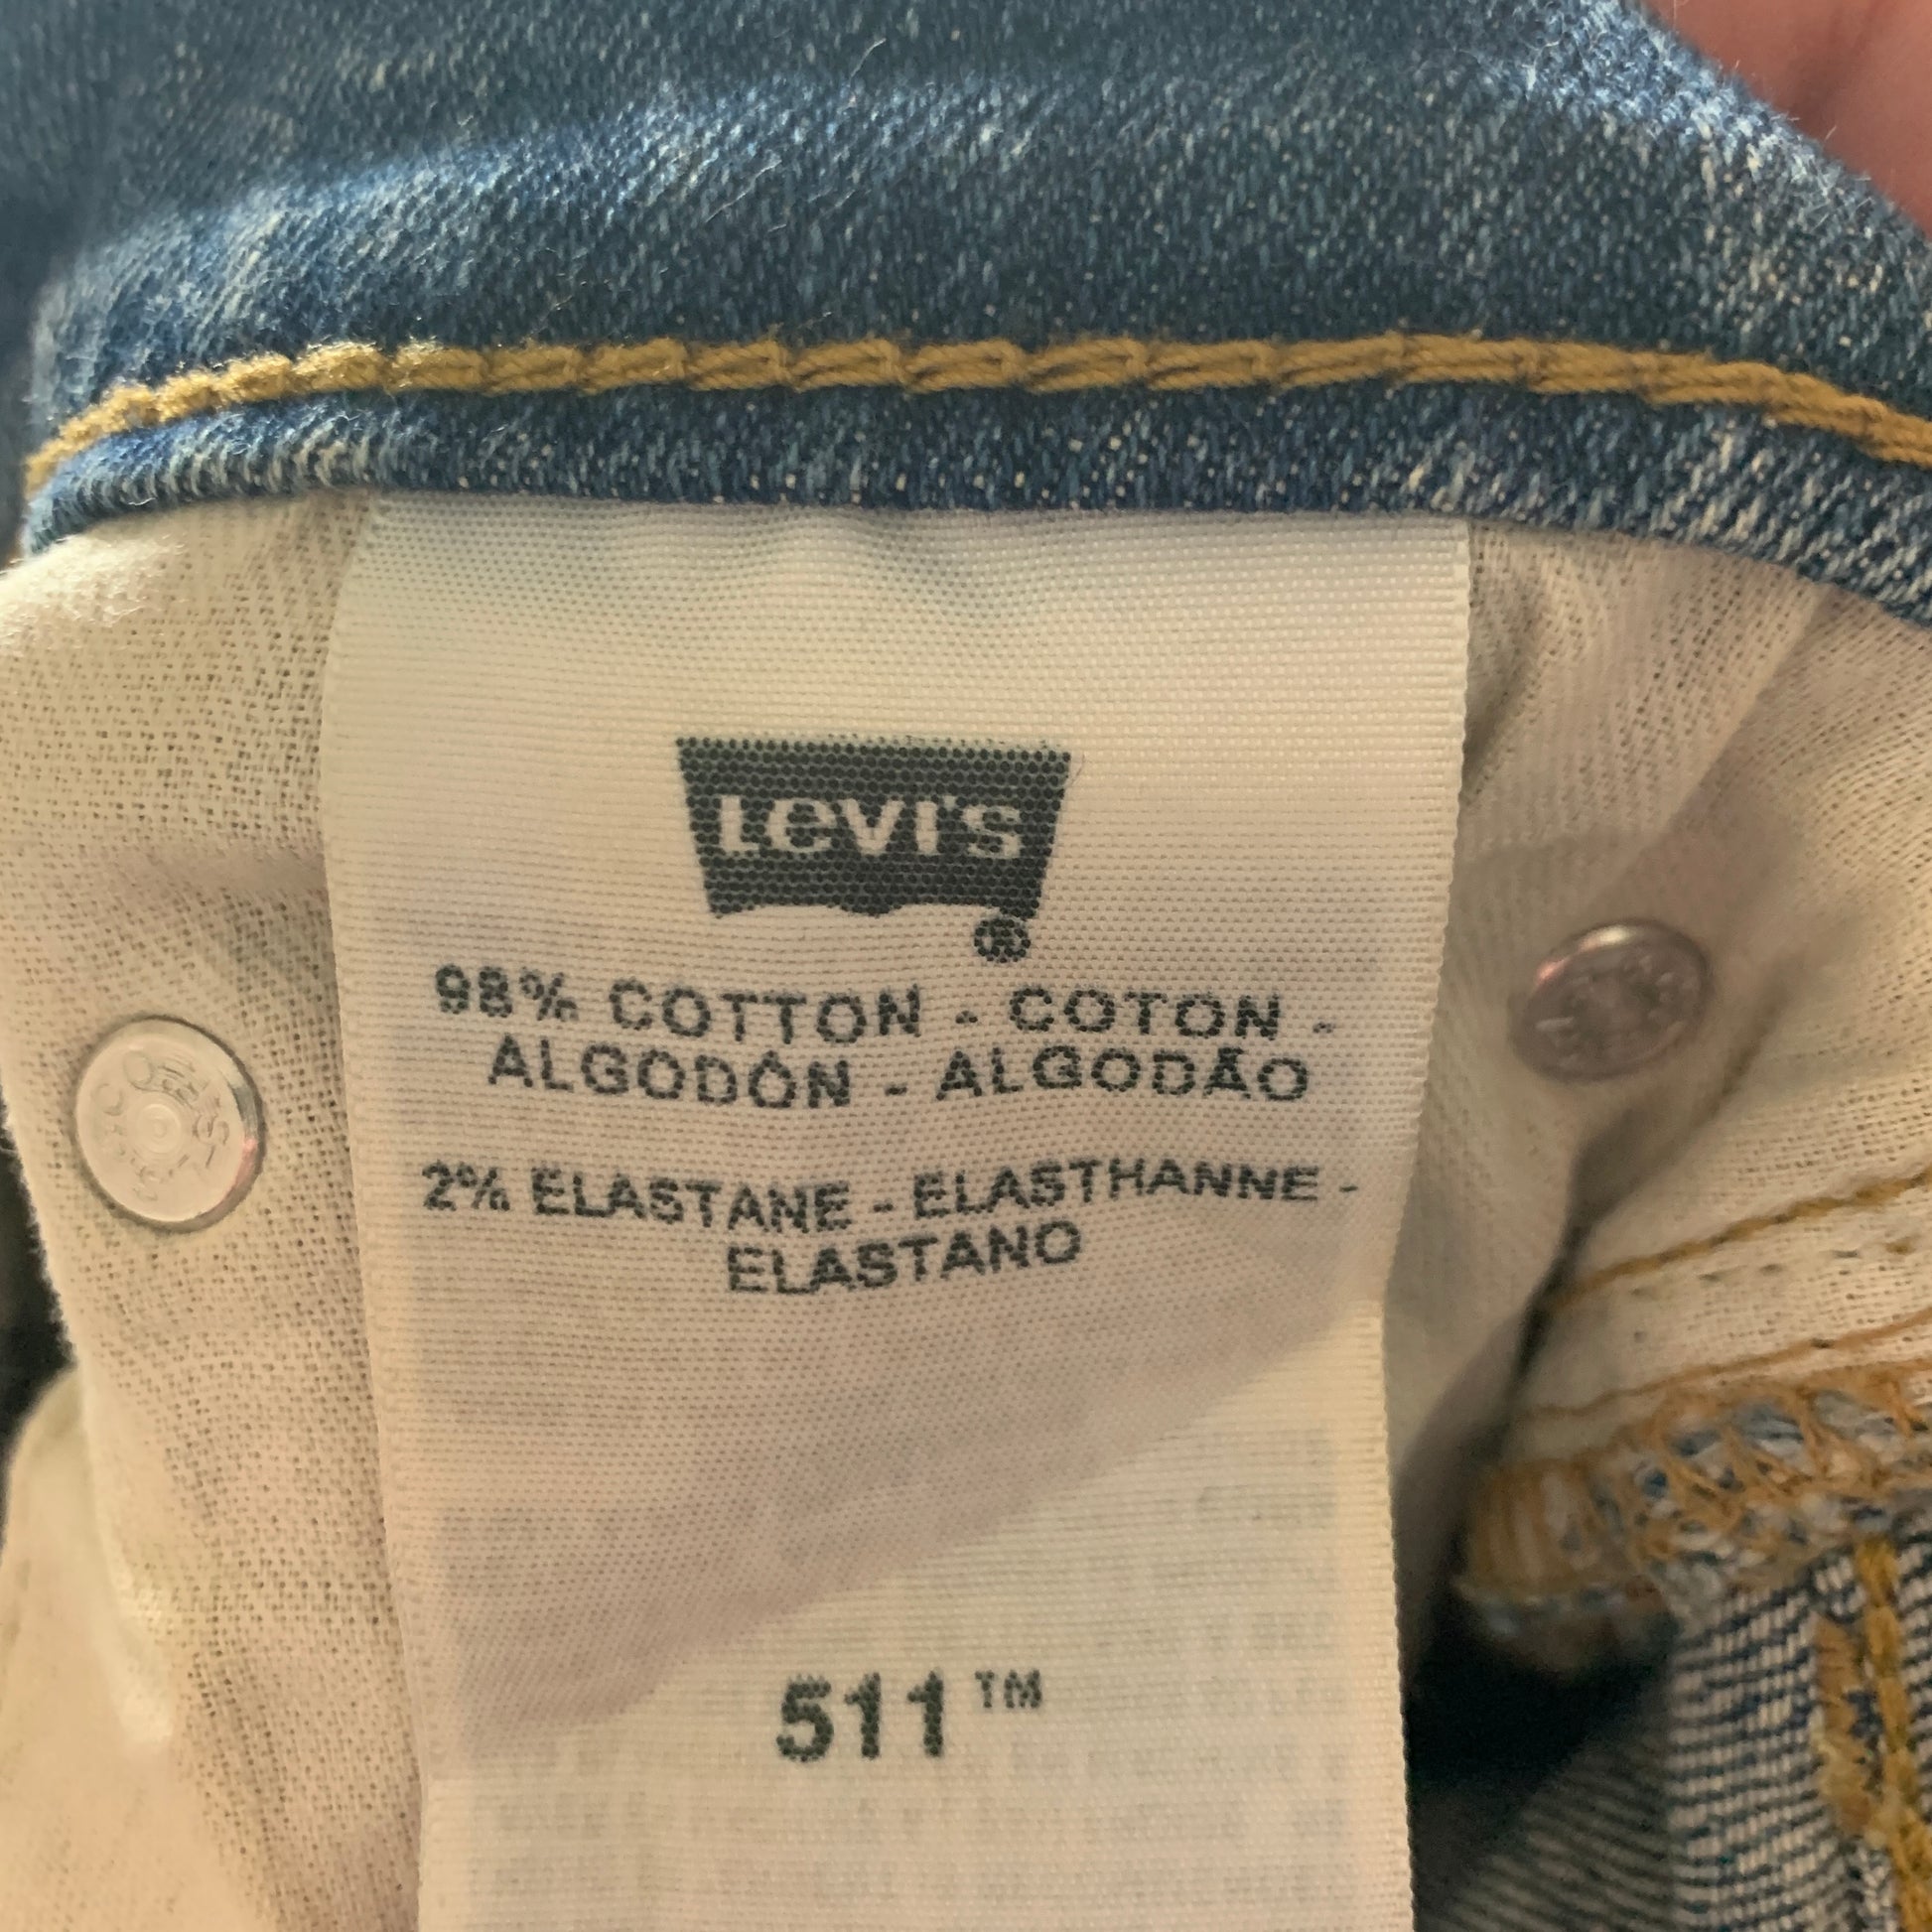 Levi's
®
98% COTTON - COTON -
ALGODÓN - ALGODÃO
2% ELASTANE - ELASTHANNE -
ELASTANO
511™